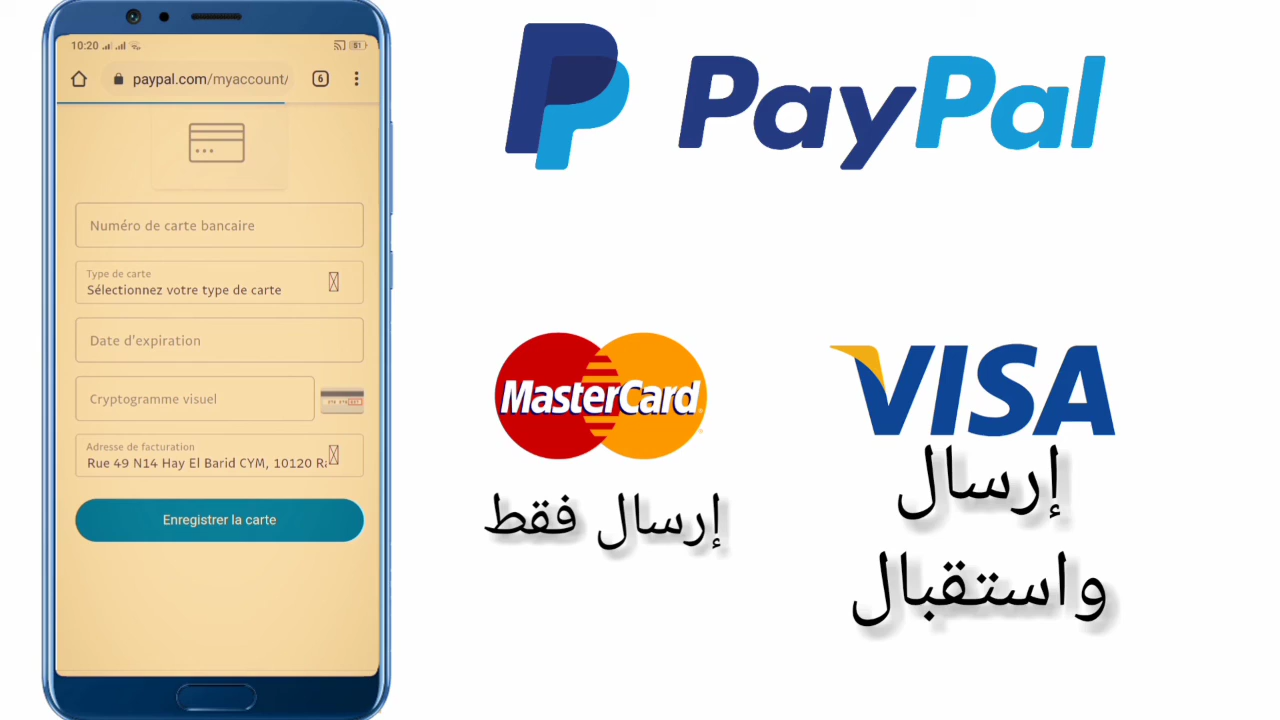 10:20
51
paypal.com/myaccount/
6
Numéro de carte bancaire
Type de carte
Sélectionnez votre type de carte
Date d'expiration
Cryptogramme visuel
Adresse de facturation
Rue 49 N14 Hay El Barid CYM, 10120 Ra
Enregistrer la carte
PayPal
MasterCard
إرسال فقط
VISA
إرسال
واستقبال